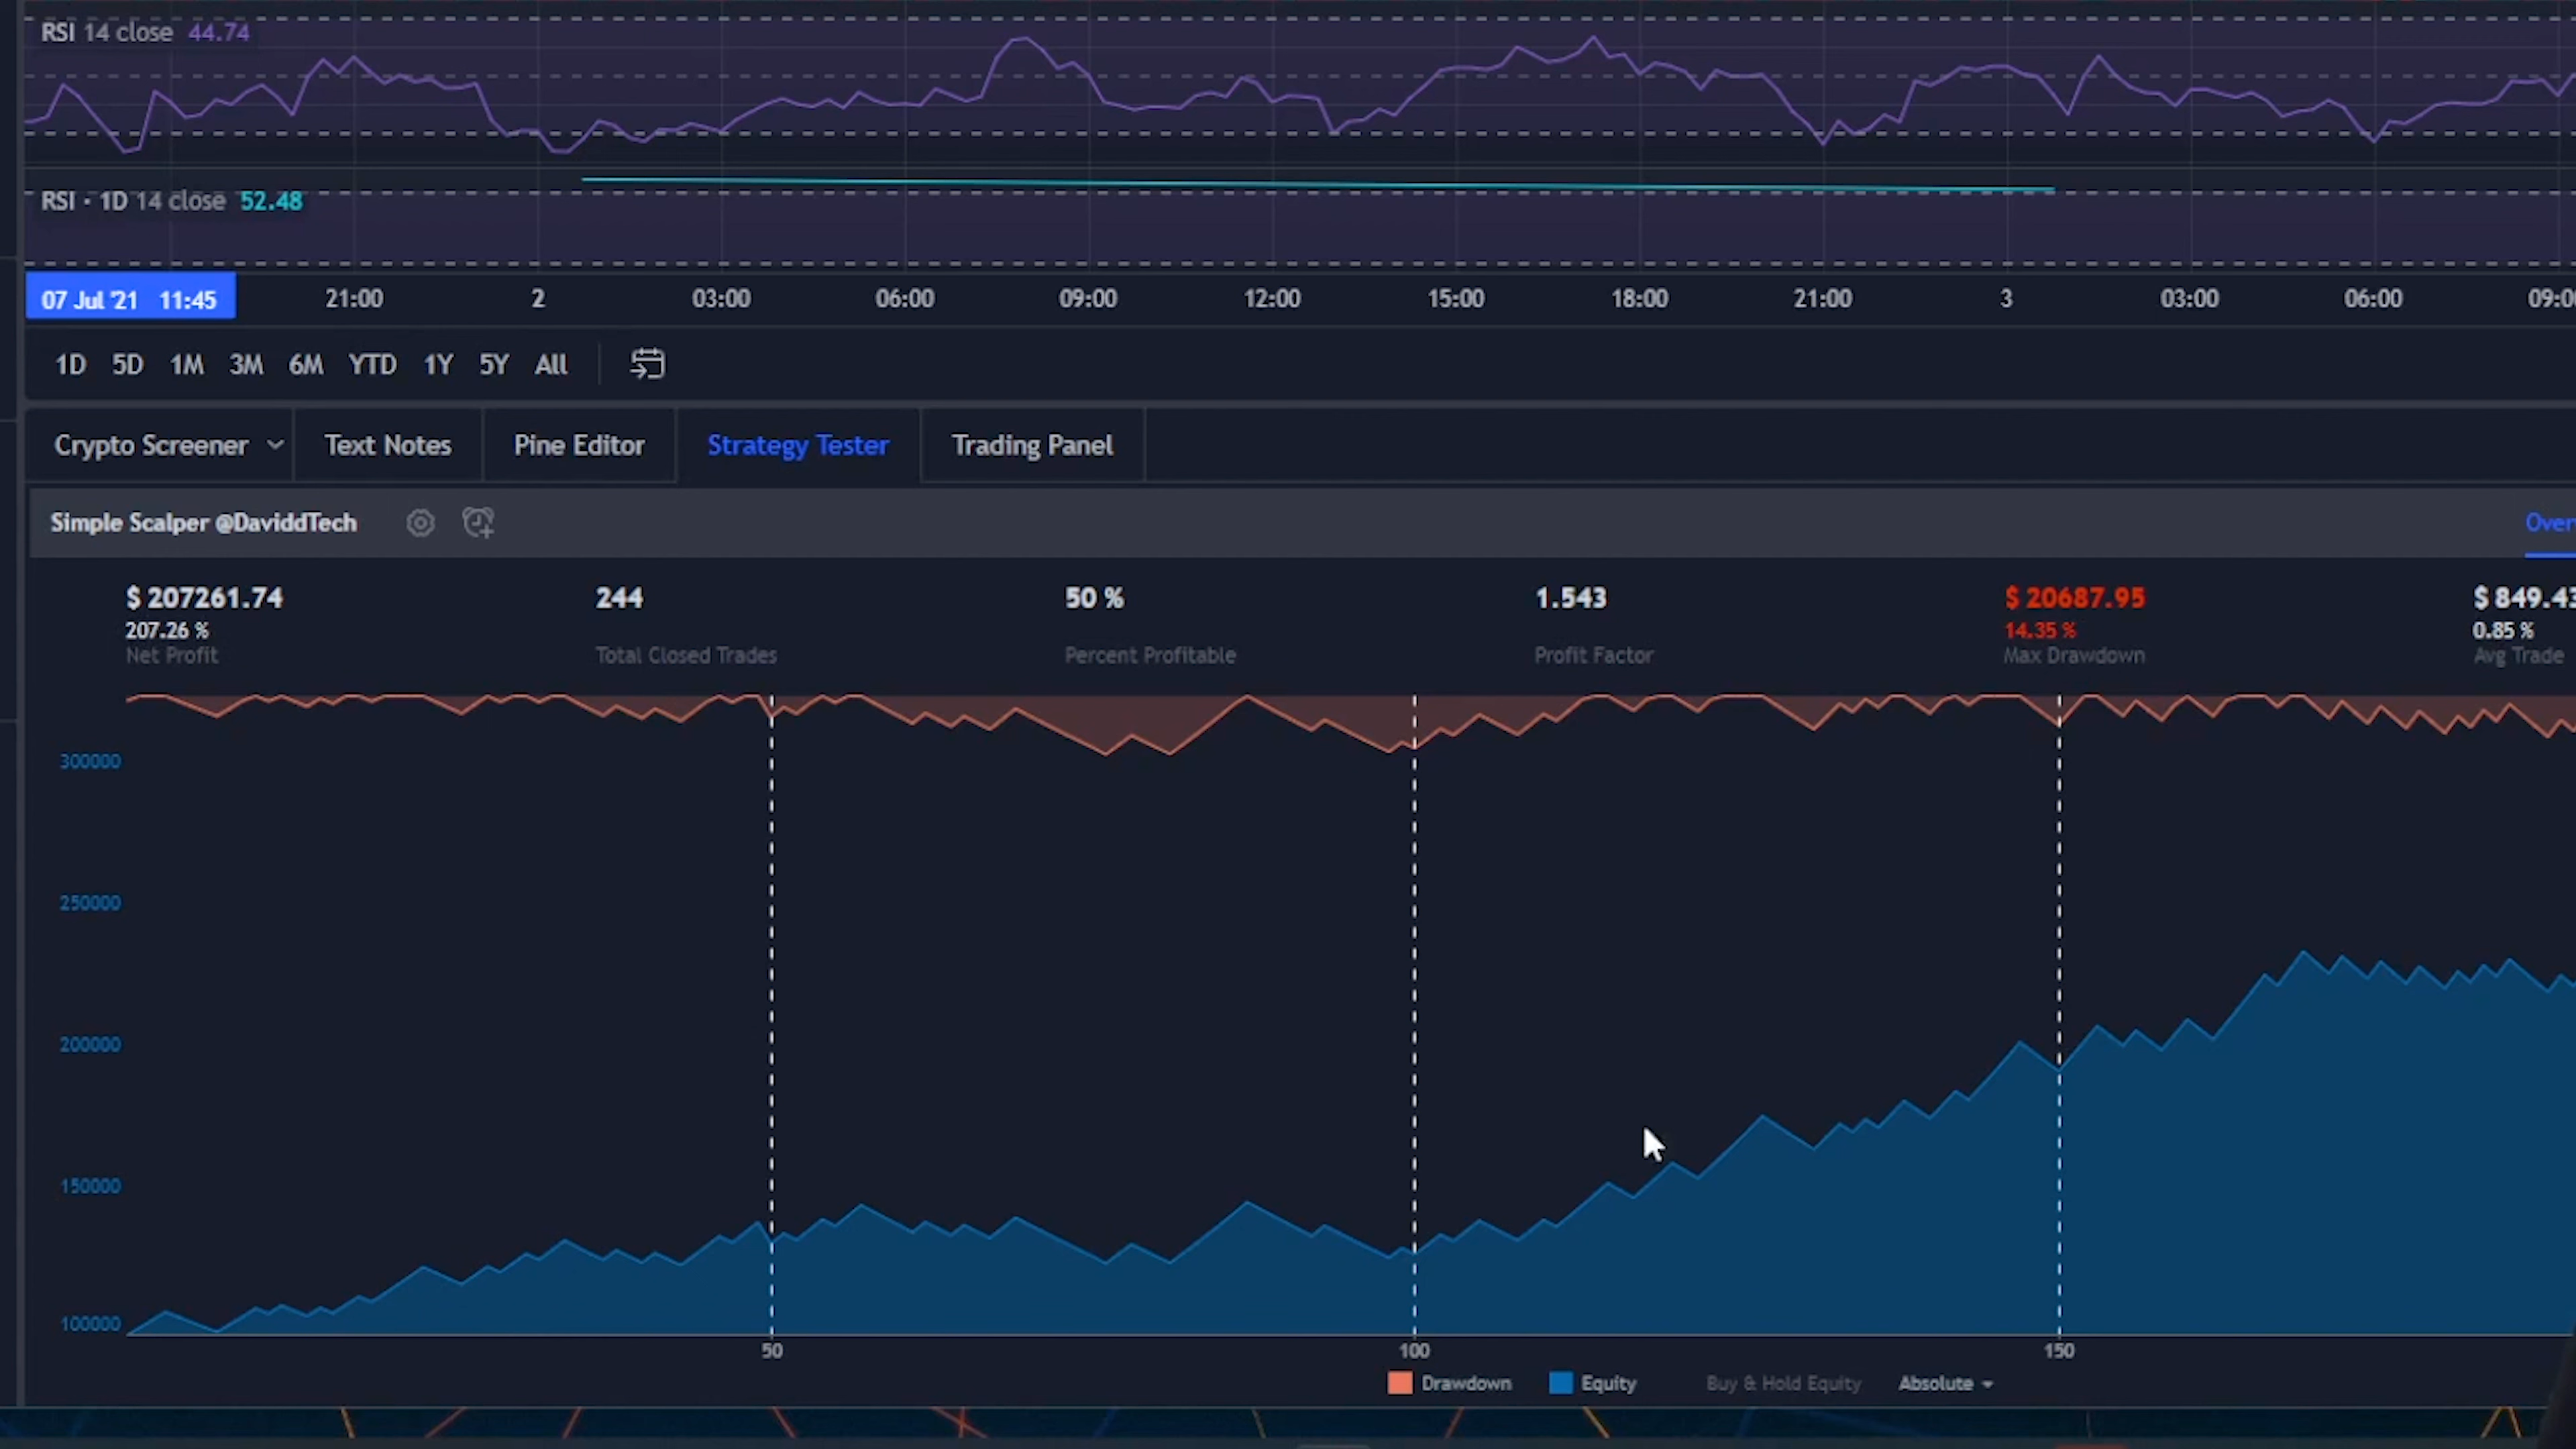 RSI 14 close 44.74
RSI · 1D 14 close 52.48
07 Jul '21 11:45 21:00 2 03:00 06:00 09:00 12:00 15:00 18:00 21:00 3 03:00 06:00
1D 5D 1M 3M 6M YTD 1Y 5Y All
Crypto Screener Text Notes Pine Editor Strategy Tester Trading Panel
Simple Scalper @DaviddTech
$ 207261.74 244 50 % 1.543 $ 20687.95
207.26 % 14.35 % 0.85 %
Net Profit Total Closed Trades Percent Profitable Profit Factor Max Drawdown Avg Trade
300000
250000
200000
150000
100000
50 100 150
Drawdown Equity Buy & Hold Equity Absolute